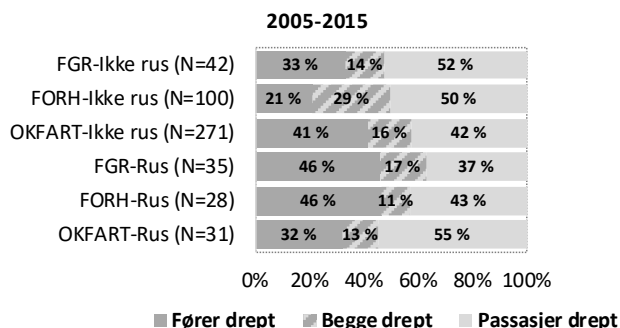 2005-2015
FGR-Ikke rus (N=42) 33 % 14 % 52 %
FORH-Ikke rus (N=100) 21 % 29 % 50 %
OKFART-Ikke rus (N=271) 41 % 16 % 42 %
FGR-Rus (N=35) 46 % 17 % 37 %
FORH-Rus (N=28) 46 % 11 % 43 %
OKFART-Rus (N=31) 32 % 13 % 55 %
0% 20% 40% 60% 80% 100%
Fører drept Begge drept Passasjer drept